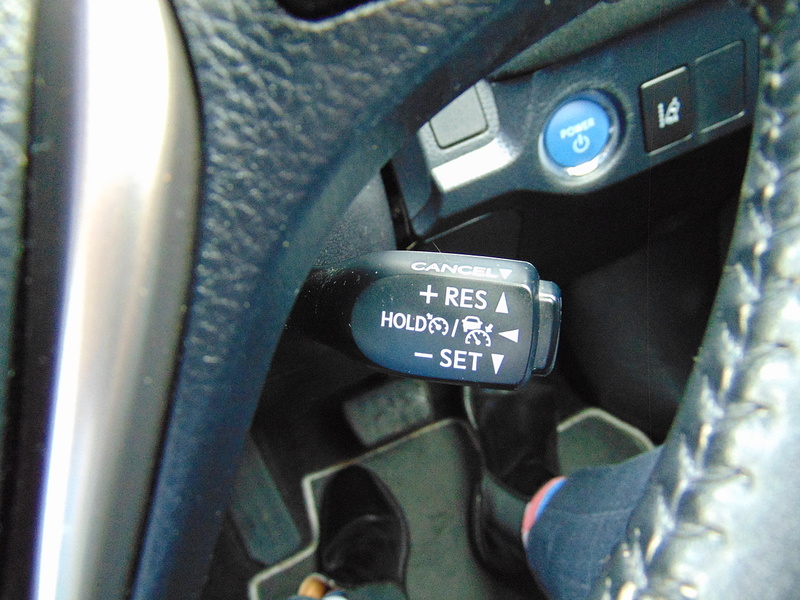 POWER
CANCEL▼
+ RES ▲
HOLD / ◄
− SET ▼